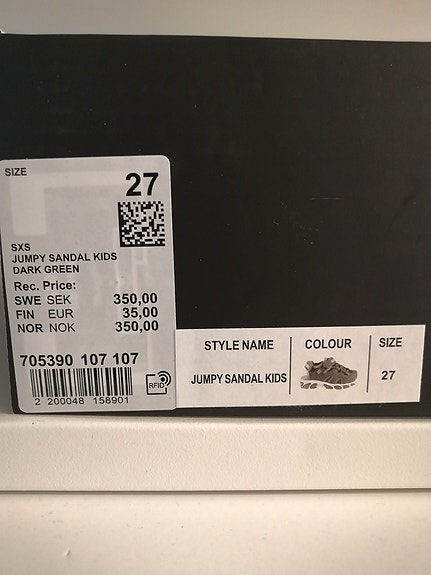 SIZE
27
SXS
JUMPY SANDAL KIDS
DARK GREEN
Rec. Price:
SWE SEK 350,00
FIN EUR 35,00
NOR NOK 350,00
705390 107 107
RFID
2 200048 158901
STYLE NAME COLOUR SIZE
JUMPY SANDAL KIDS 27